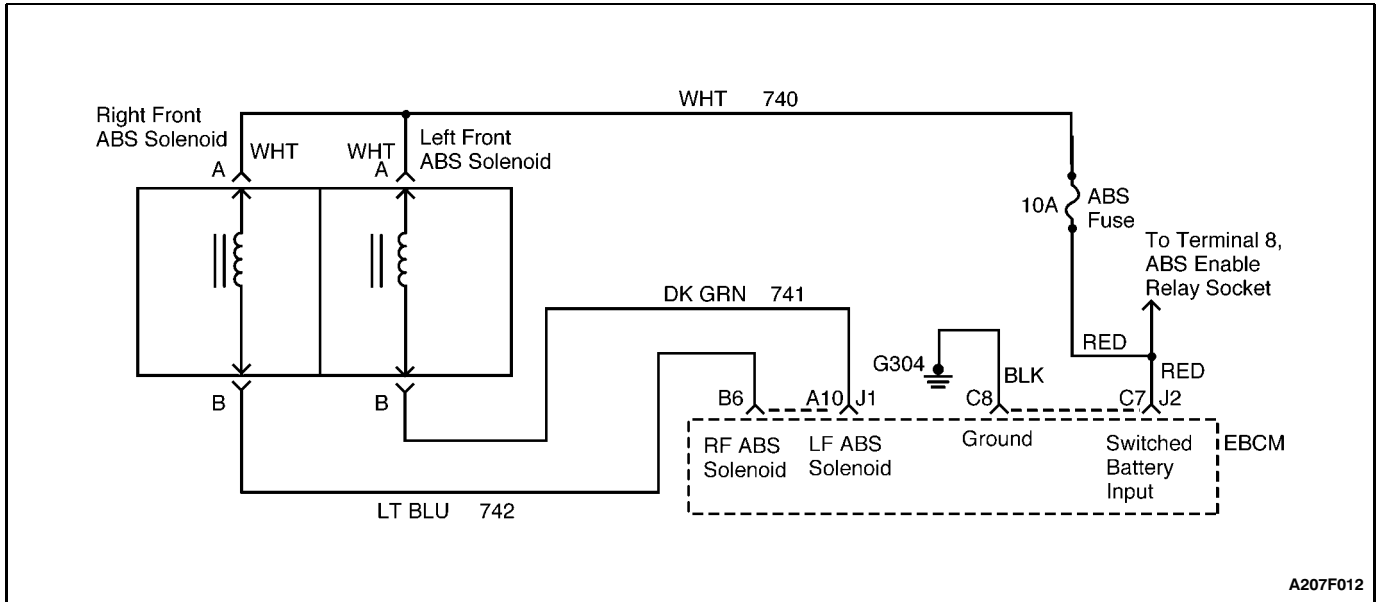 WHT 740
Right Front
ABS Solenoid
WHT
A
WHT
A
Left Front
ABS Solenoid
10A
ABS
Fuse
To Terminal 8,
ABS Enable
Relay Socket
DK GRN 741
RED
RED
G304
BLK
B
B
B6
A10
J1
C8
C7
J2
RF ABS
Solenoid
LF ABS
Solenoid
Ground
Switched
Battery
Input
EBCM
LT BLU 742
A207F012